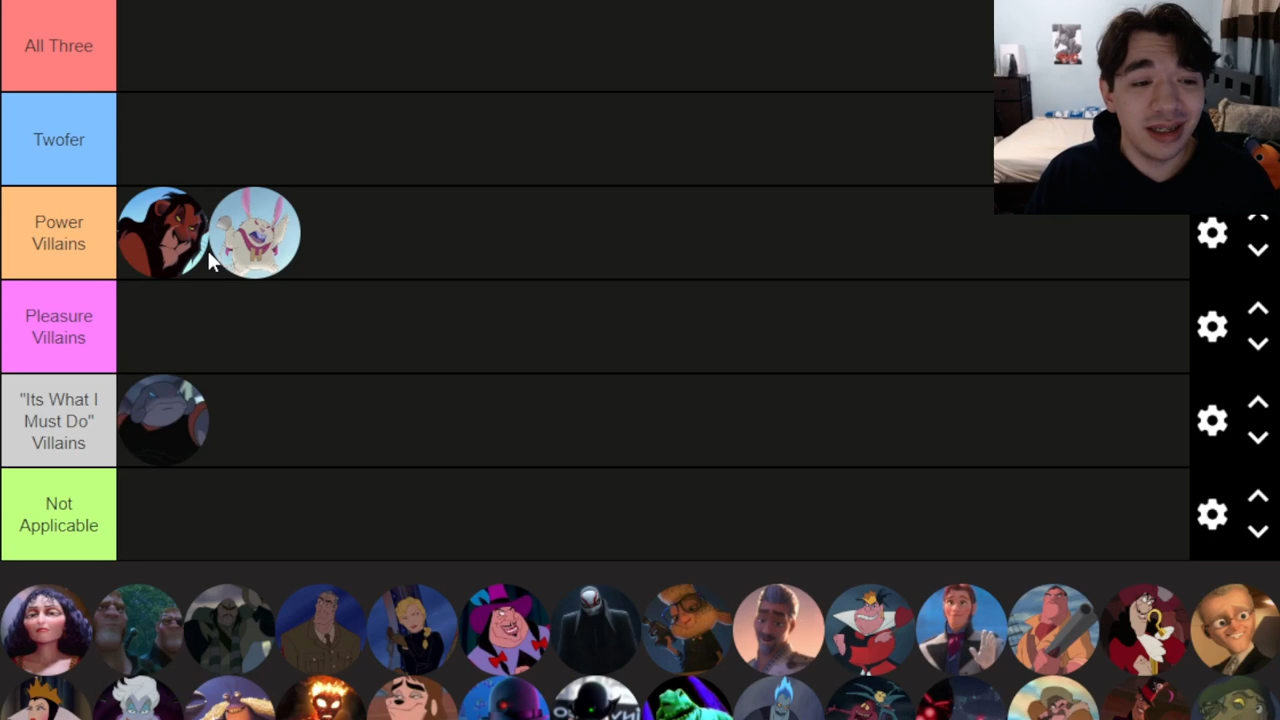 All Three
Twofer
Power
Villains
Pleasure
Villains
"Its What I
Must Do"
Villains
Not
Applicable